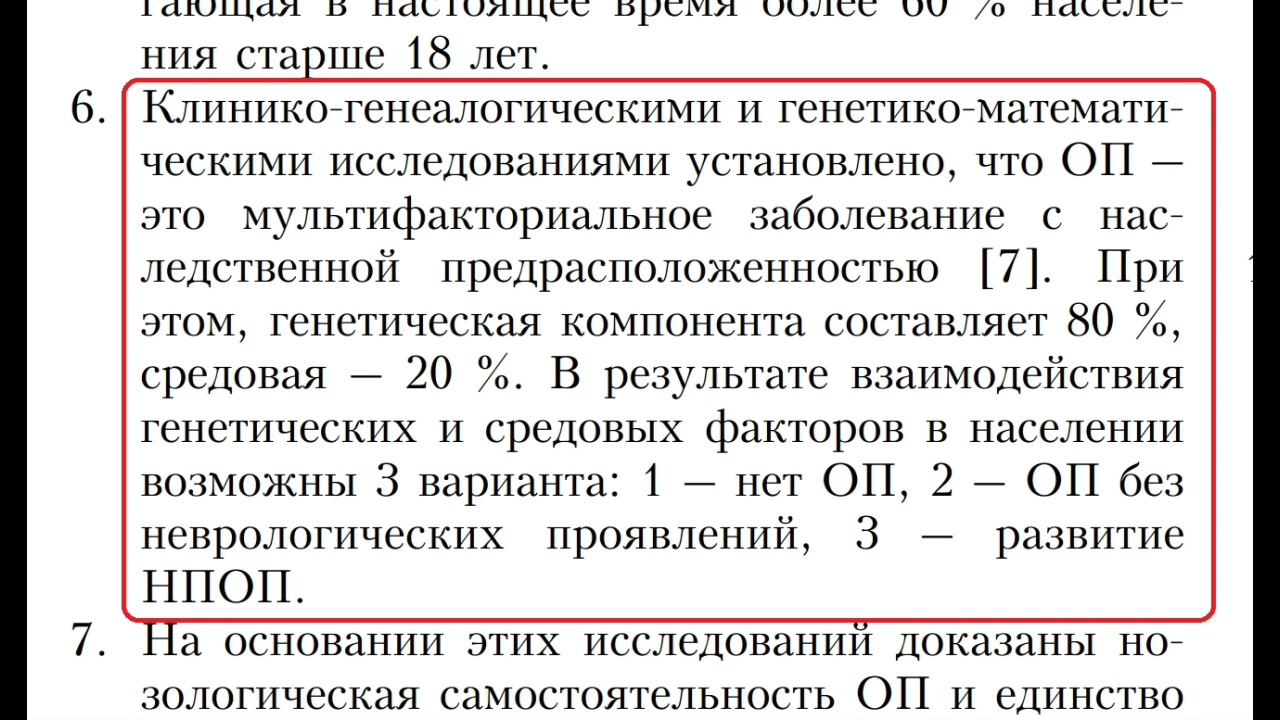 гающая в настоящее время более 60 % населе-
ния старше 18 лет.
6. Клинико-генеалогическими и генетико-математи-
ческими исследованиями установлено, что ОП —
это мультифакториальное заболевание с нас-
ледственной предрасположенностью [7]. При
этом, генетическая компонента составляет 80 %,
средовая — 20 %. В результате взаимодействия
генетических и средовых факторов в населении
возможны 3 варианта: 1 — нет ОП, 2 — ОП без
неврологических проявлений, 3 — развитие
НПОП.
7. На основании этих исследований доказаны но-
зологическая самостоятельность ОП и единство